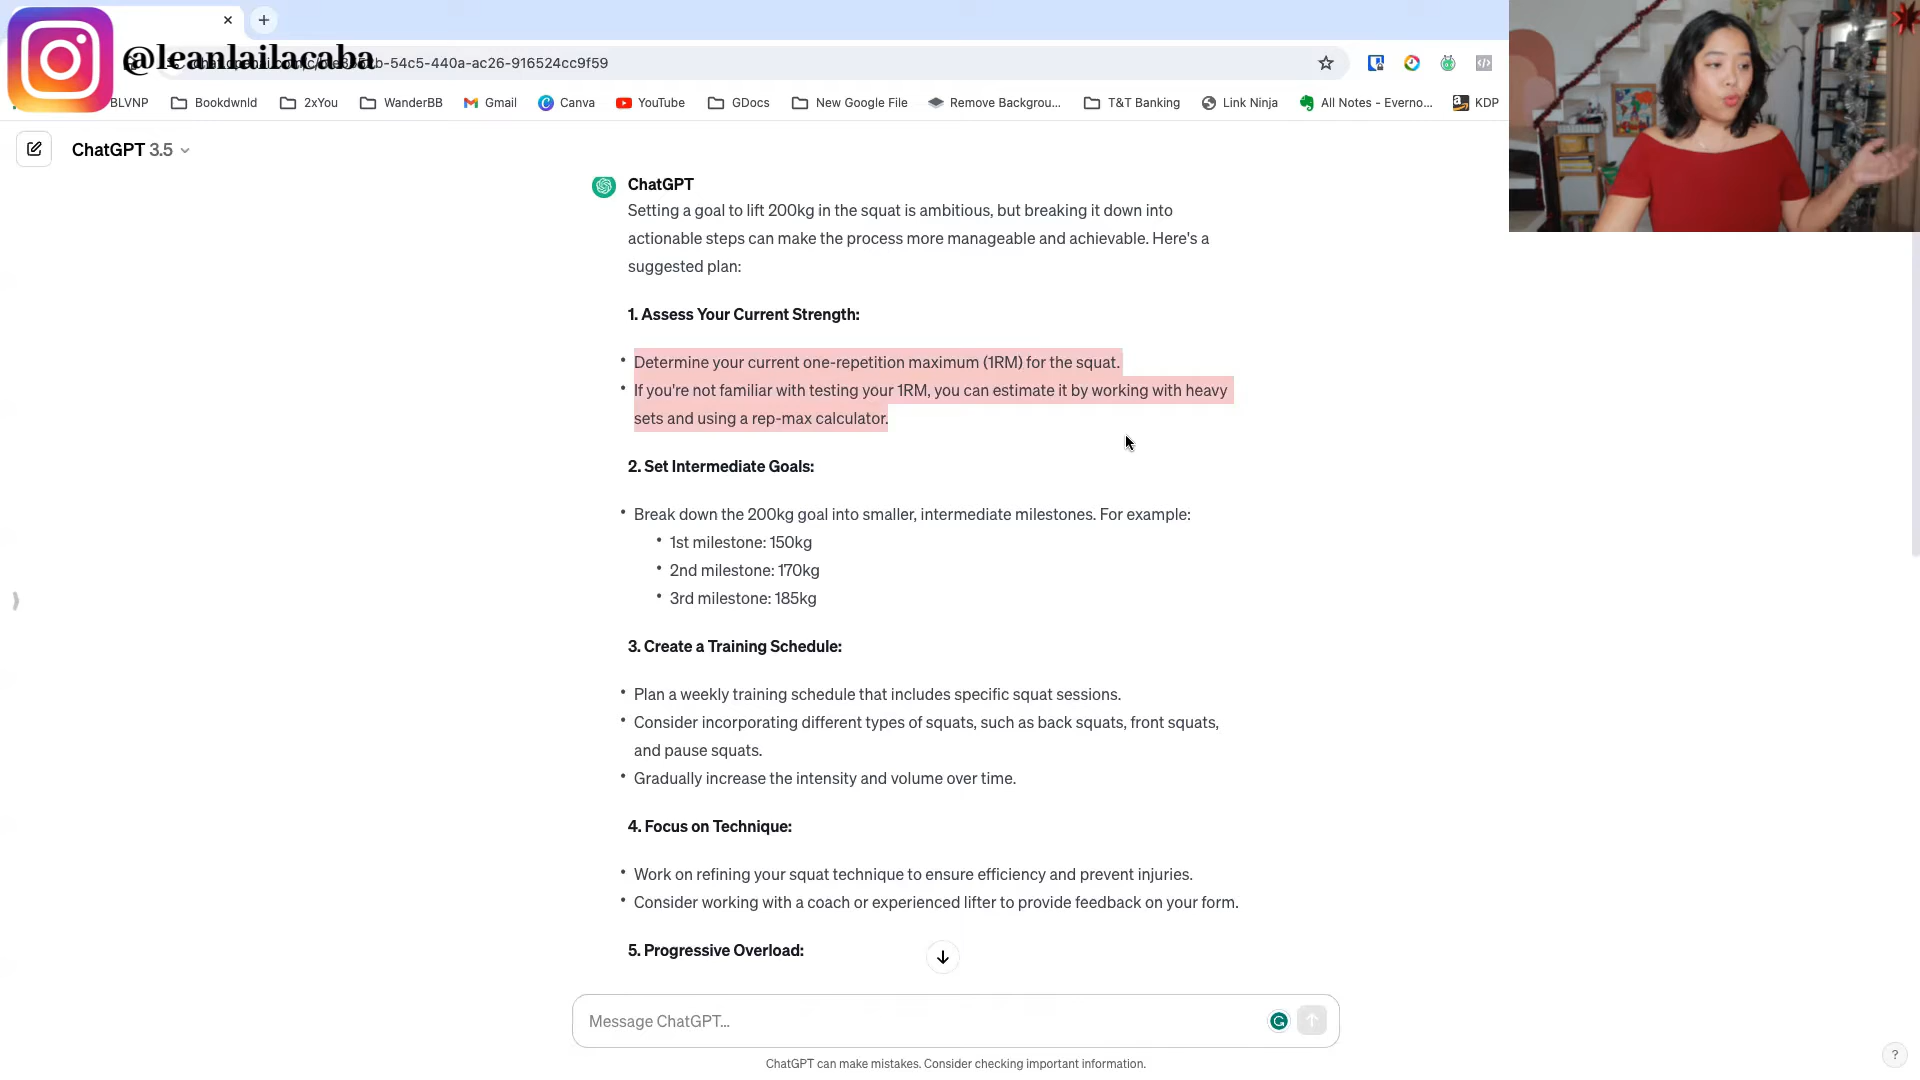 @leanlailacaba
-54c5-440a-ac26-916524cc9f59
BLVNP
Bookdwnld
2xYou
WanderBB
Gmail
Canva
YouTube
GDocs
New Google File
Remove Backgrou...
T&T Banking
Link Ninja
All Notes - Everno...
KDP
ChatGPT 3.5
ChatGPT
Setting a goal to lift 200kg in the squat is ambitious, but breaking it down into
actionable steps can make the process more manageable and achievable. Here's a
suggested plan:
1. Assess Your Current Strength:
• Determine your current one-repetition maximum (1RM) for the squat.
• If you're not familiar with testing your 1RM, you can estimate it by working with heavy
sets and using a rep-max calculator.
2. Set Intermediate Goals:
• Break down the 200kg goal into smaller, intermediate milestones. For example:
• 1st milestone: 150kg
• 2nd milestone: 170kg
• 3rd milestone: 185kg
3. Create a Training Schedule:
• Plan a weekly training schedule that includes specific squat sessions.
• Consider incorporating different types of squats, such as back squats, front squats,
and pause squats.
• Gradually increase the intensity and volume over time.
4. Focus on Technique:
• Work on refining your squat technique to ensure efficiency and prevent injuries.
• Consider working with a coach or experienced lifter to provide feedback on your form.
5. Progressive Overload:
Message ChatGPT...
ChatGPT can make mistakes. Consider checking important information.
?